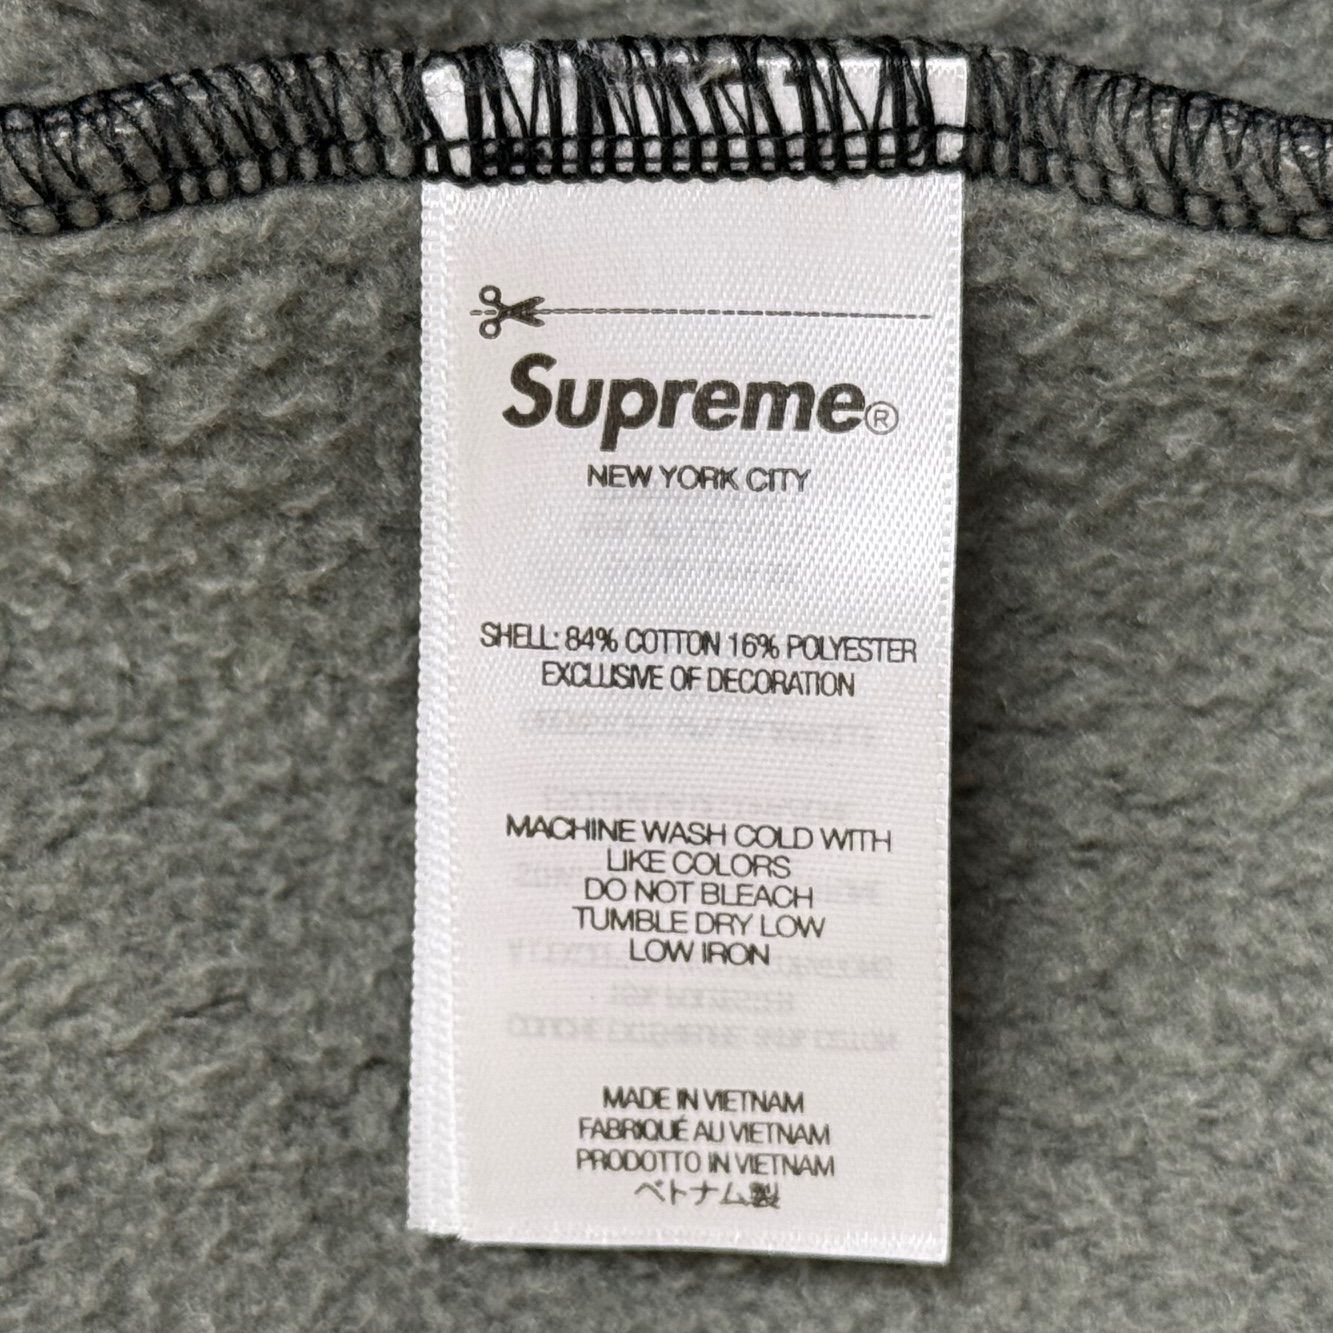 Supreme®
NEW YORK CITY
SHELL: 84% COTTON 16% POLYESTER
EXCLUSIVE OF DECORATION
MACHINE WASH COLD WITH
LIKE COLORS
DO NOT BLEACH
TUMBLE DRY LOW
LOW IRON
MADE IN VIETNAM
FABRIQUÉ AU VIETNAM
PRODOTTO IN VIETNAM
ベトナム製